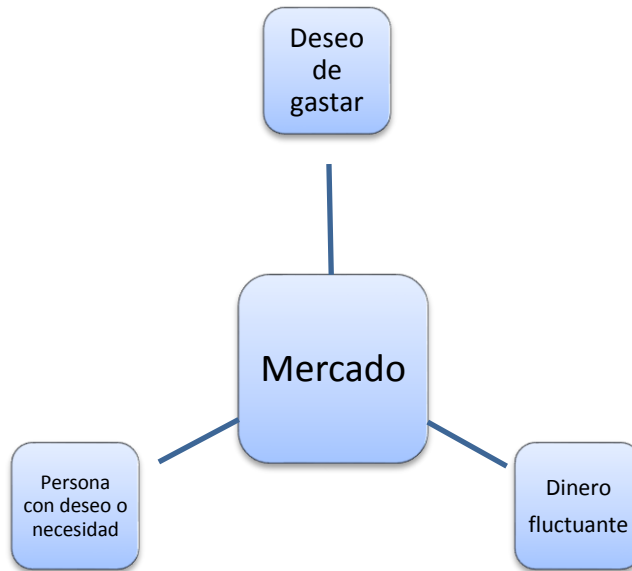 Deseo
de
gastar
Mercado
Persona
con deseo o
necesidad
Dinero
fluctuante